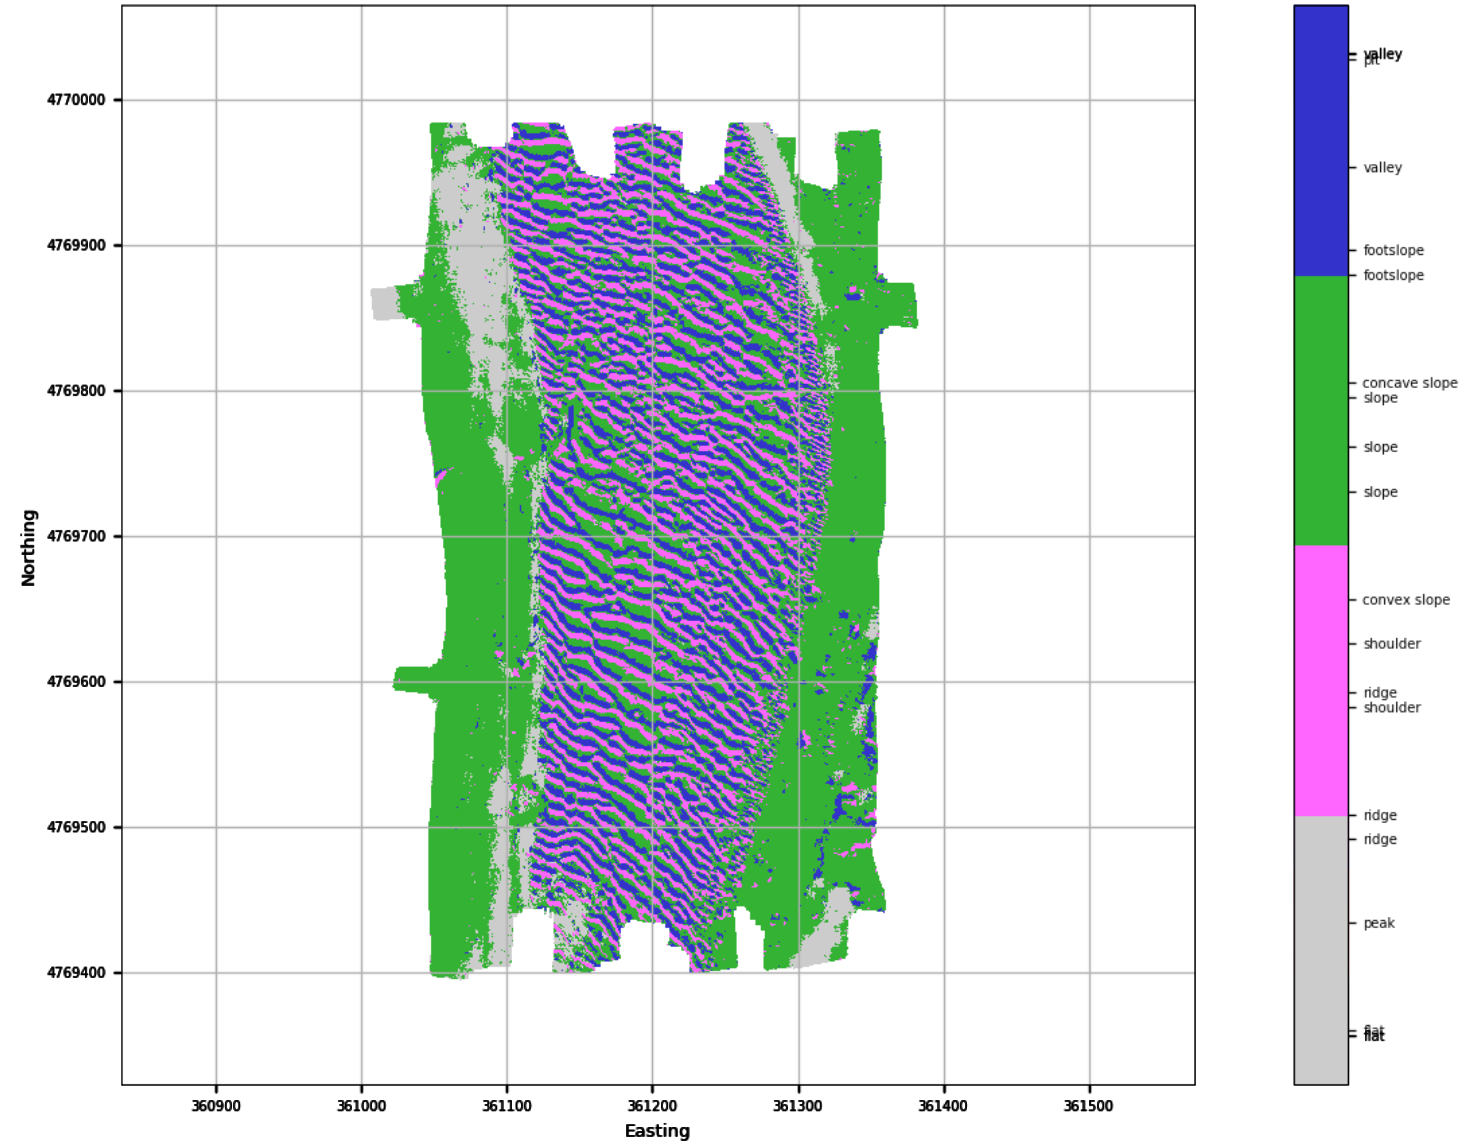 4770000
4769900
4769800
4769700
4769600
4769500
4769400
Northing
360900 361000 361100 361200 361300 361400 361500
Easting
valley
pit
valley
footslope
footslope
concave slope
slope
slope
slope
convex slope
shoulder
ridge
shoulder
ridge
ridge
peak
flat
flat